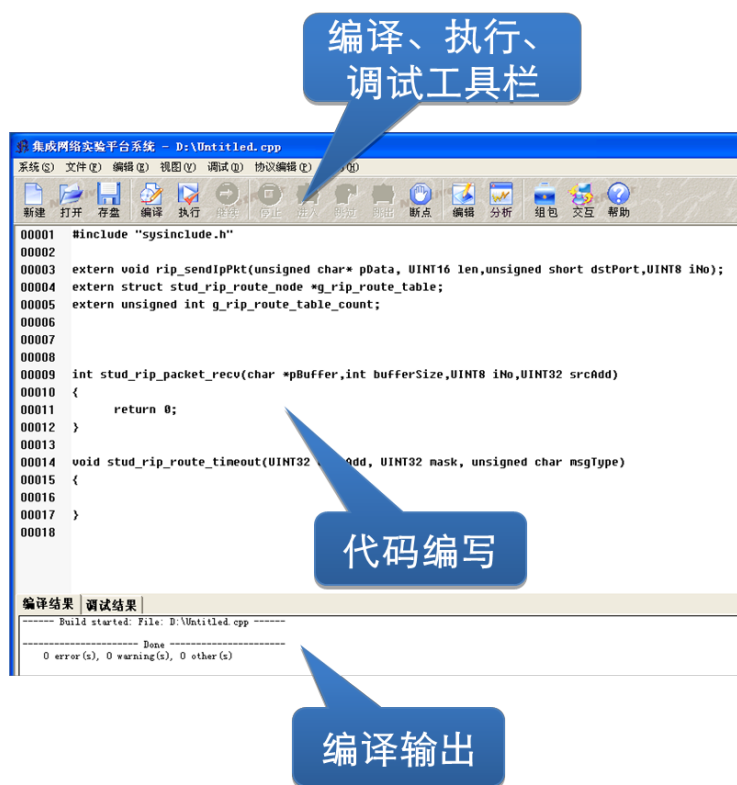 编译、执行、
调试工具栏
集成网络实验平台系统 - D:\Untitled.cpp
系统(S) 文件(F) 编辑(E) 视图(V) 调试(D) 协议编辑(P) (H)
新建 打开 存盘 编译 执行 继续 停止 进入 跳过 跳出 断点 编辑 分析 组包 交互 帮助
00001 #include "sysinclude.h"
00002
00003 extern void rip_sendIpPkt(unsigned char* pData, UINT16 len,unsigned short dstPort,UINT8 iNo);
00004 extern struct stud_rip_route_node *g_rip_route_table;
00005 extern unsigned int g_rip_route_table_count;
00006
00007
00008
00009 int stud_rip_packet_recv(char *pBuffer,int bufferSize,UINT8 iNo,UINT32 srcAdd)
00010 {
00011 return 0;
00012 }
00013
00014 void stud_rip_route_timeout(UINT32 Add, UINT32 mask, unsigned char msgType)
00015 {
00016
00017 }
00018
代码编写
编译结果 调试结果
------ Build started: File: D:\Untitled.cpp ------
---------------------- Done ----------------------
0 error(s), 0 warning(s), 0 other(s)
编译输出